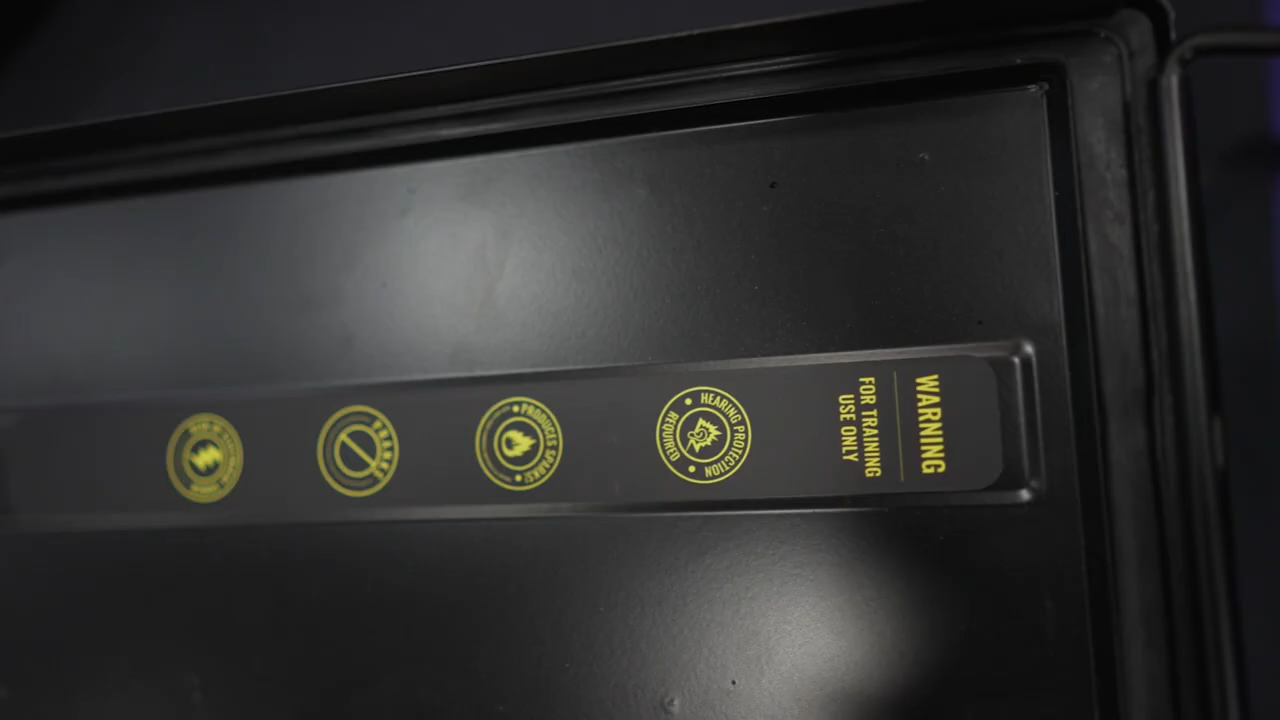 WARNING
FOR TRAINING
USE ONLY
HEARING PROTECTION
REQUIRED
PRODUCES SPARKS!